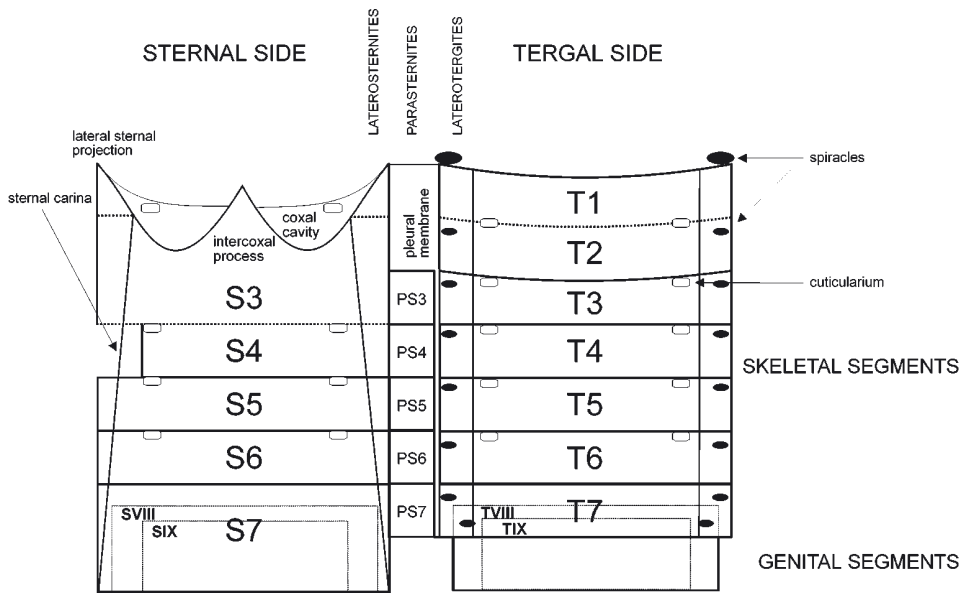 STERNAL SIDE
LATEROSTERNITES
PARASTERNITES
LATEROTERGITES
TERGAL SIDE
lateral sternal
projection
spiracles
sternal carina
coxal
cavity
intercoxal
process
pleural
membrane
T1
T2
cuticularium
S3
PS3
T3
S4
PS4
T4
SKELETAL SEGMENTS
S5
PS5
T5
S6
PS6
T6
SVIII
SIX
S7
PS7
T7
TVIII
TIX
GENITAL SEGMENTS